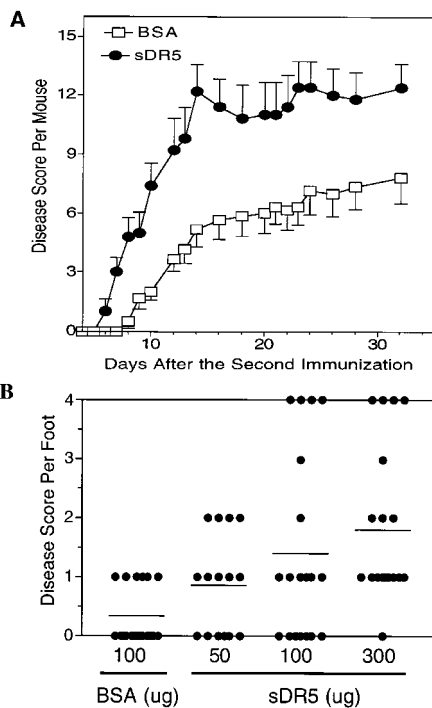 A
BSA
sDR5
15
12
9
6
3
0
10 20 30
Disease Score Per Mouse
Days After the Second Immunization
B
4
3
2
1
0
Disease Score Per Foot
100 50 100 300
BSA (ug) sDR5 (ug)